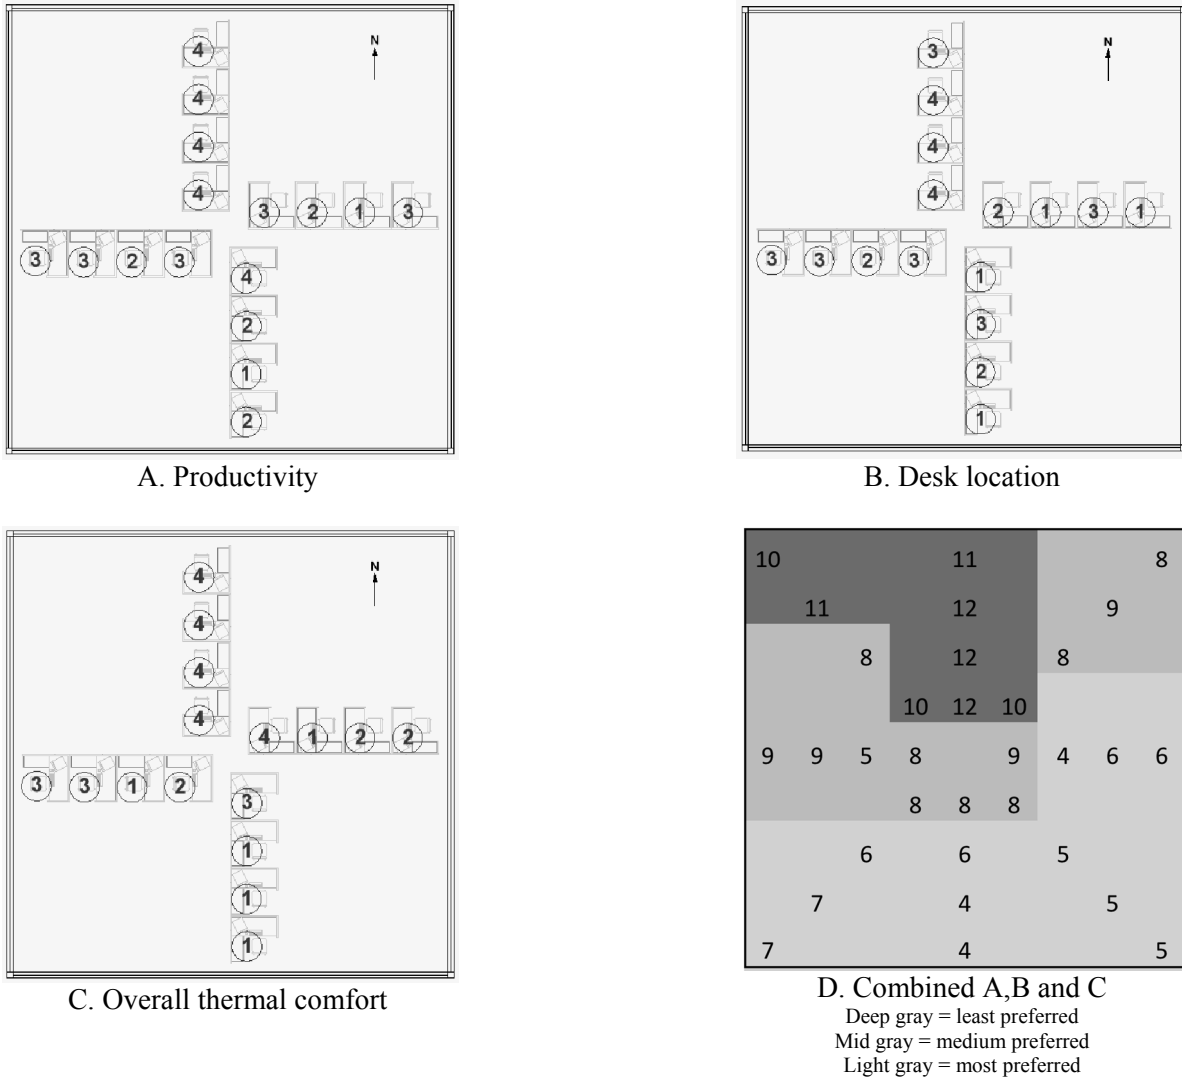 N
4
4
4
4
3 2 1 3
3 3 2 3
4
2
1
2
A. Productivity
N
3
4
4
4
2 1 3 1
3 3 2 3
1
3
2
1
B. Desk location
N
4
4
4
4
4 1 2 2
3 3 1 2
3
1
1
1
C. Overall thermal comfort
10 11 8
11 12 9
8 12 8
10 12 10
9 9 5 8 9 4 6 6
8 8 8
6 6 5
7 4 5
7 4 5
D. Combined A,B and C
Deep gray = least preferred
Mid gray = medium preferred
Light gray = most preferred